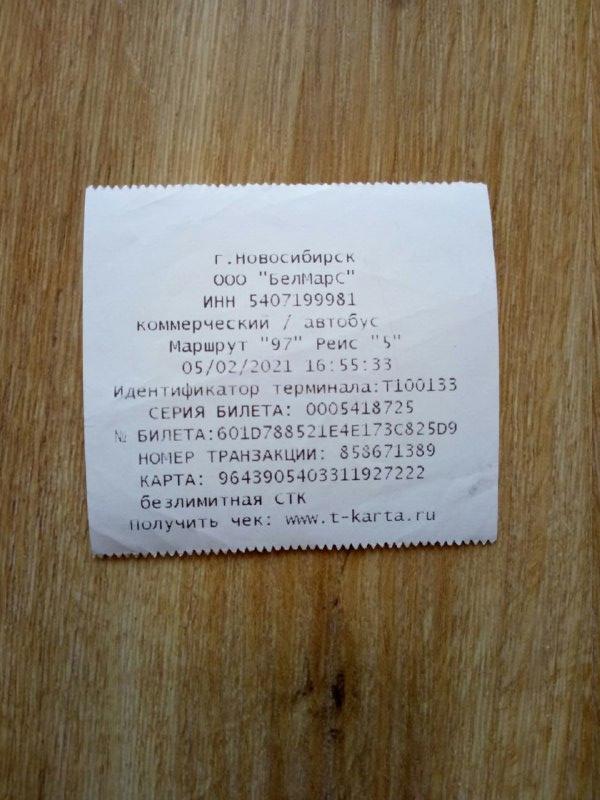 г.Новосибирск
ООО "БелМарс"
ИНН 5407199981
коммерческий / автобус
Маршрут "97" Рейс "5"
05/02/2021 16:55:33
Идентификатор терминала:T100133
СЕРИЯ БИЛЕТА: 0005418725
№ БИЛЕТА:601D788521E4E173C825D9
НОМЕР ТРАНЗАКЦИИ: 858671389
КАРТА: 9643905403311927222
безлимитная СТК
Получить чек: www.t-karta.ru